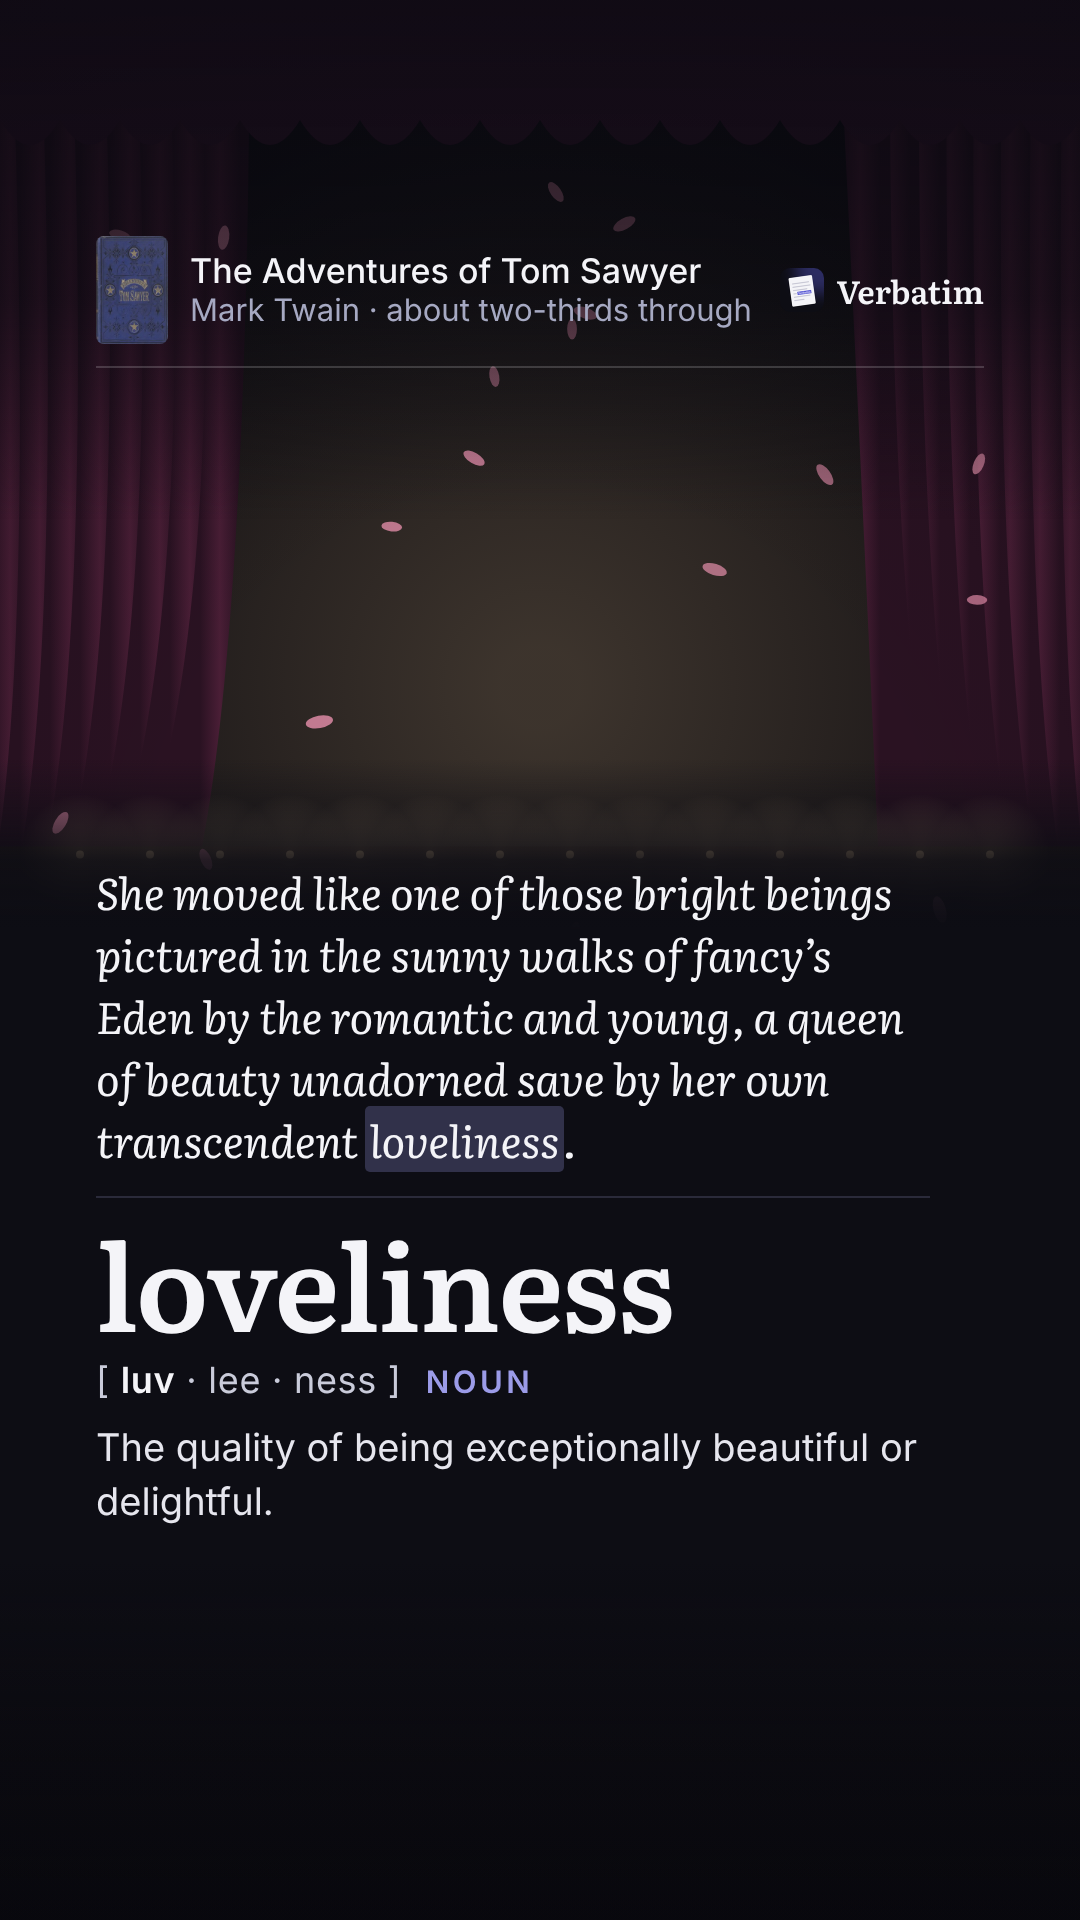 The Adventures of Tom Sawyer
Mark Twain · about two-thirds through
Verbatim
TOM SAWYER
She moved like one of those bright beings
pictured in the sunny walks of fancy’s
Eden by the romantic and young, a queen
of beauty unadorned save by her own
transcendent loveliness.
loveliness
[ luv · lee · ness ] NOUN
The quality of being exceptionally beautiful or
delightful.